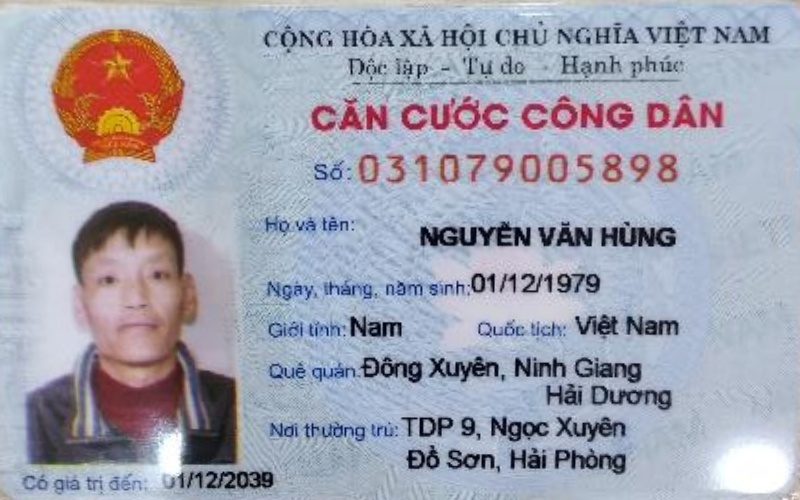 CỘNG HÒA XÃ HỘI CHỦ NGHĨA VIỆT NAM
Độc lập - Tự do - Hạnh phúc
CĂN CƯỚC CÔNG DÂN
Số: 031079005898
Họ và tên: NGUYỄN VĂN HÙNG
Ngày, tháng, năm sinh: 01/12/1979
Giới tính: Nam Quốc tịch: Việt Nam
Quê quán: Đông Xuyên, Ninh Giang
Hải Dương
Nơi thường trú: TDP 9, Ngọc Xuyên
Đồ Sơn, Hải Phòng
Có giá trị đến: 01/12/2039